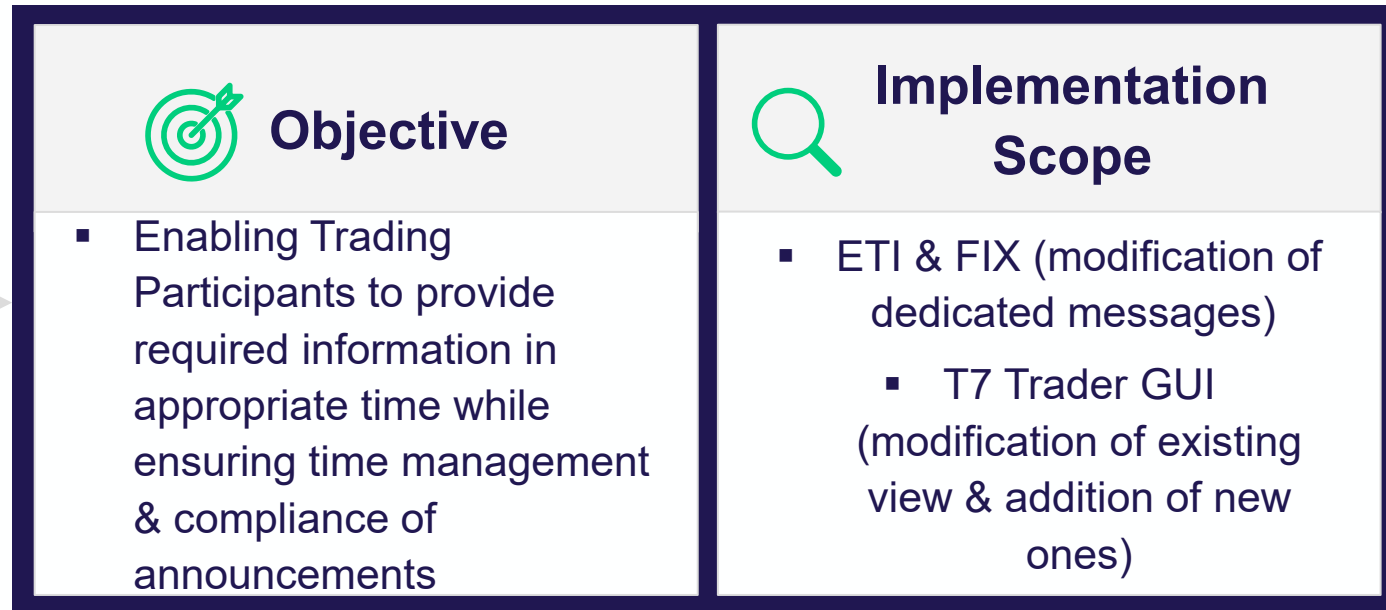 Objective
▪ Enabling Trading
Participants to provide
required information in
appropriate time while
ensuring time management
& compliance of
announcements
Implementation
Scope
▪ ETI & FIX (modification of
dedicated messages)
▪ T7 Trader GUI
(modification of existing
view & addition of new
ones)